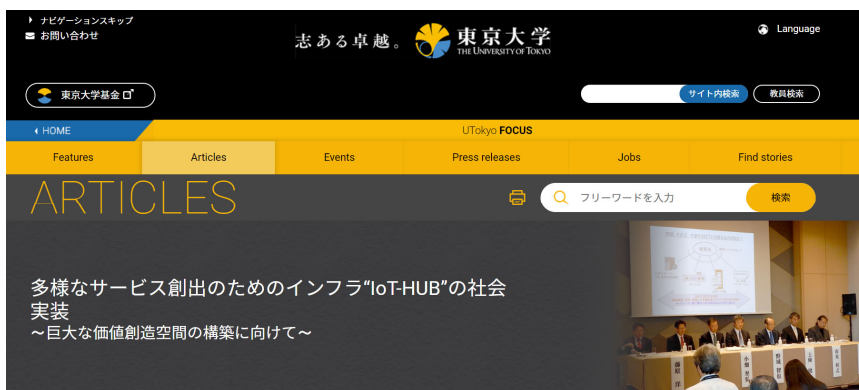 ナビゲーションスキップ
お問い合わせ
志ある卓越。
東京大学
THE UNIVERSITY OF TOKYO
Language
東京大学基金
サイト内検索
教員検索
HOME
UTokyo FOCUS
Features
Articles
Events
Press releases
Jobs
Find stories
ARTICLES
フリーワードを入力
検索
多様なサービス創出のためのインフラ“IoT-HUB”の社会
実装
～巨大な価値創造空間の構築に向けて～